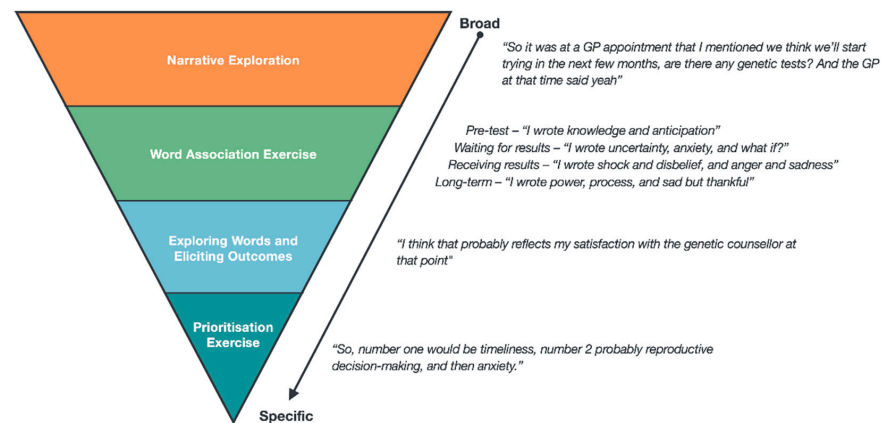 Broad
Narrative Exploration
“So it was at a GP appointment that I mentioned we think we’ll start
trying in the next few months, are there any genetic tests? And the GP
at that time said yeah”
Word Association Exercise
Pre-test – “I wrote knowledge and anticipation”
Waiting for results – “I wrote uncertainty, anxiety, and what if?”
Receiving results – “I wrote shock and disbelief, and anger and sadness”
Long-term – “I wrote power, process, and sad but thankful”
Exploring Words and
Eliciting Outcomes
“I think that probably reflects my satisfaction with the genetic counsellor at
that point"
Prioritisation
Exercise
“So, number one would be timeliness, number 2 probably reproductive
decision-making, and then anxiety.”
Specific